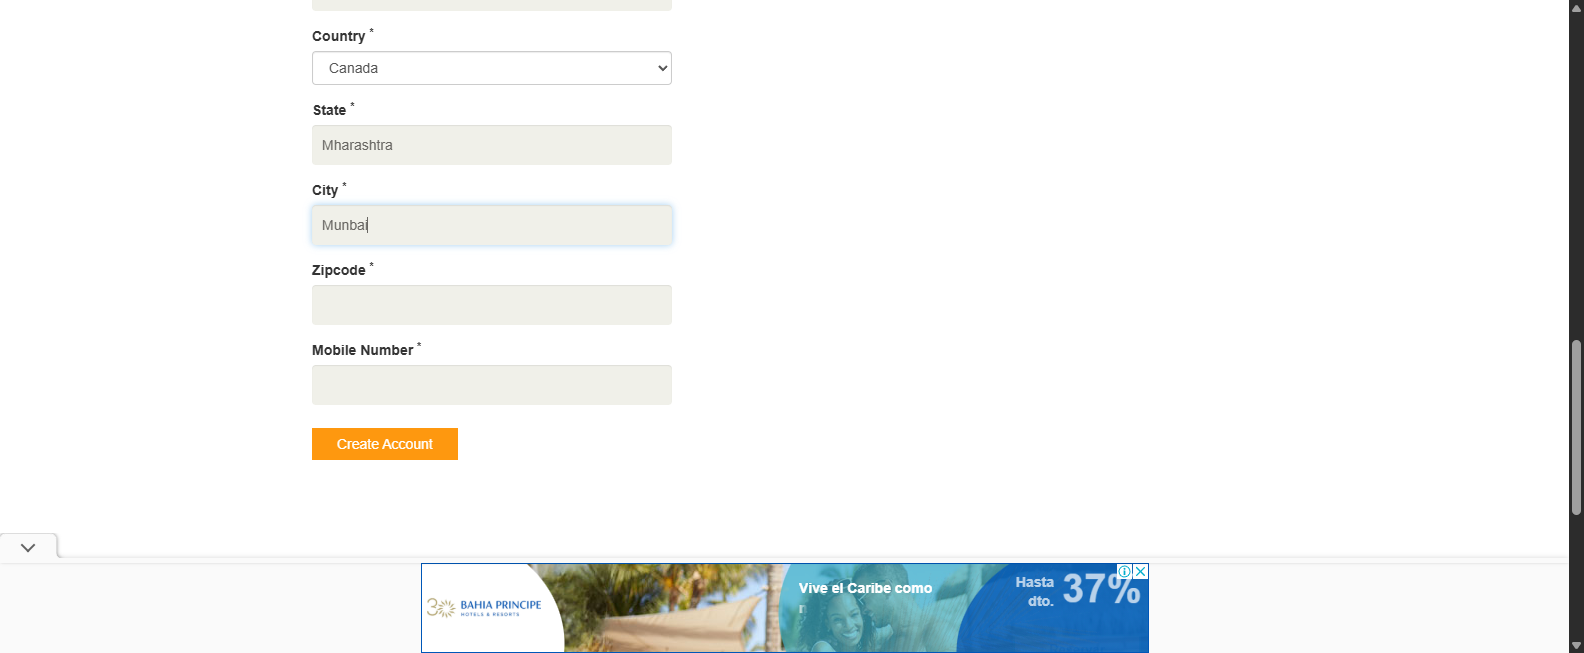 Country *
Canada
State *
Mharashtra
City *
Munbai
Zipcode *
Mobile Number *
Create Account
30 BAHIA PRINCIPE
HOTELS & RESORTS
Vive el Caribe como
n
Hasta
dto. 37%